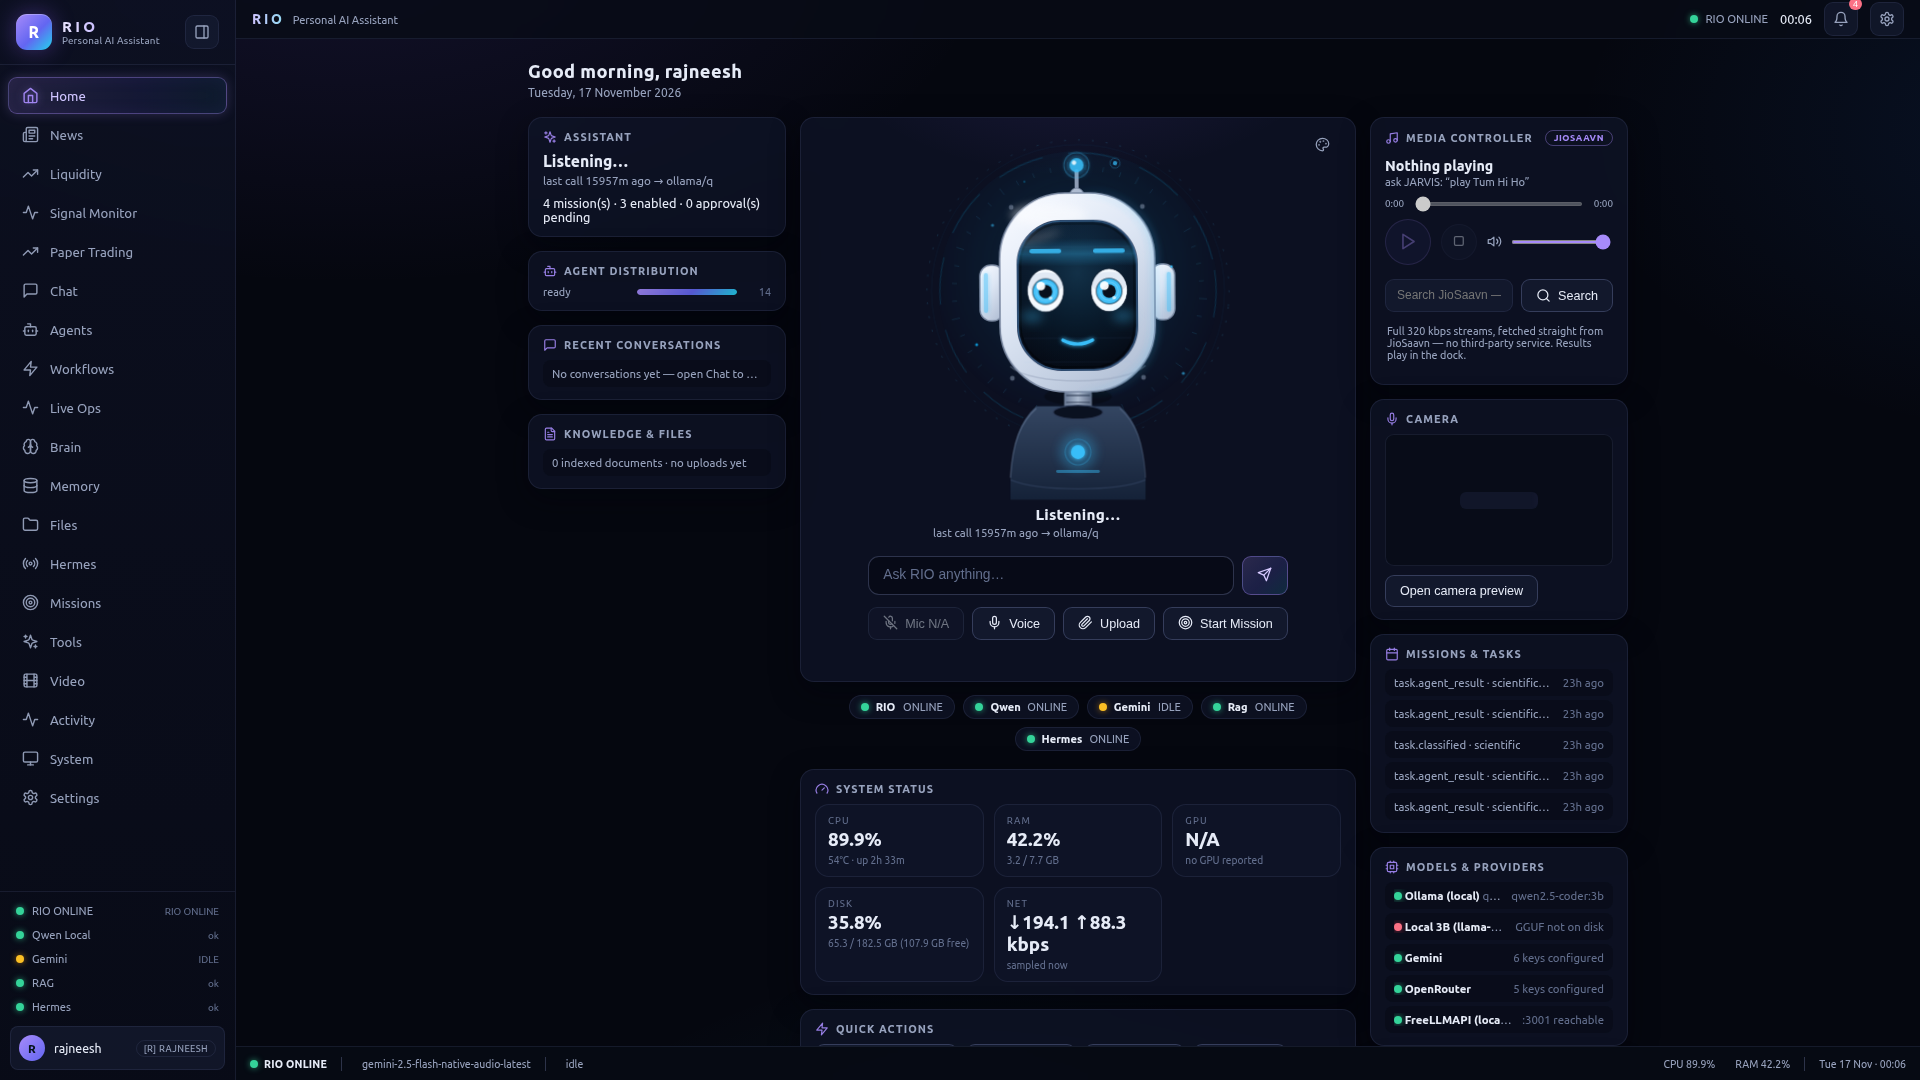 R
RIO
Personal AI Assistant
Home
News
Liquidity
Signal Monitor
Paper Trading
Chat
Agents
Workflows
Live Ops
Brain
Memory
Files
Hermes
Missions
Tools
Video
Activity
System
Settings
RIO ONLINE RIO ONLINE
Qwen Local ok
Gemini IDLE
RAG ok
Hermes ok
R rajneesh [R] RAJNEESH
RIO Personal AI Assistant
RIO ONLINE 00:06 4
Good morning, rajneesh
Tuesday, 17 November 2026
ASSISTANT
Listening...
last call 15957m ago → ollama/q
4 mission(s) · 3 enabled · 0 approval(s)
pending
AGENT DISTRIBUTION
ready 14
RECENT CONVERSATIONS
No conversations yet — open Chat to ...
KNOWLEDGE & FILES
0 indexed documents · no uploads yet
Listening...
last call 15957m ago → ollama/q
Ask RIO anything...
Mic N/A Voice Upload Start Mission
RIO ONLINE Qwen ONLINE Gemini IDLE Rag ONLINE
Hermes ONLINE
SYSTEM STATUS
CPU
89.9%
54°C · up 2h 33m
RAM
42.2%
3.2 / 7.7 GB
GPU
N/A
no GPU reported
DISK
35.8%
65.3 / 182.5 GB (107.9 GB free)
NET
↓194.1 ↑88.3
kbps
sampled now
QUICK ACTIONS
MEDIA CONTROLLER JIOSAAVN
Nothing playing
ask JARVIS: “play Tum Hi Ho”
0:00 0:00
Search JioSaavn — Search
Full 320 kbps streams, fetched straight from
JioSaavn — no third-party service. Results
play in the dock.
CAMERA
Open camera preview
MISSIONS & TASKS
task.agent_result · scientific... 23h ago
task.agent_result · scientific... 23h ago
task.classified · scientific 23h ago
task.agent_result · scientific... 23h ago
task.agent_result · scientific... 23h ago
MODELS & PROVIDERS
Ollama (local) q... qwen2.5-coder:3b
Local 3B (llama-... GGUF not on disk
Gemini 6 keys configured
OpenRouter 5 keys configured
FreeLLMAPI (loca... :3001 reachable
RIO ONLINE gemini-2.5-flash-native-audio-latest idle
CPU 89.9% RAM 42.2% Tue 17 Nov · 00:06